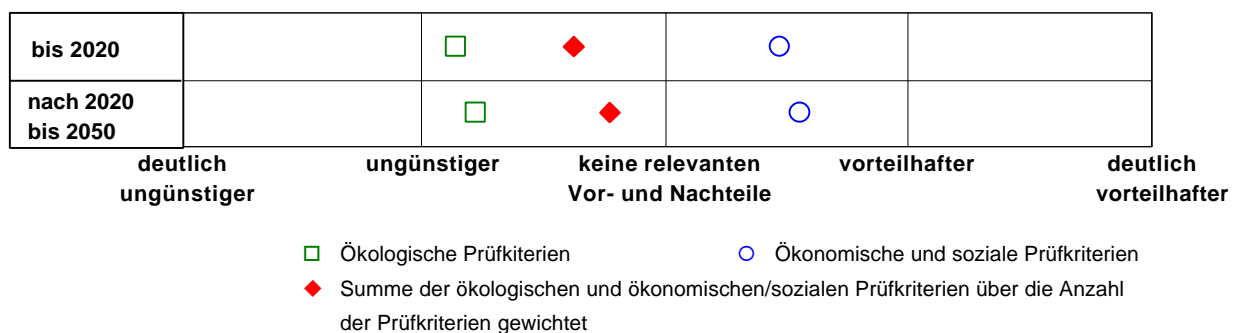 bis 2020
nach 2020
bis 2050
deutlich ungünstiger keine relevanten vorteilhafter deutlich
ungünstiger Vor- und Nachteile vorteilhafter
Ökologische Prüfkiterien Ökonomische und soziale Prüfkriterien
Summe der ökologischen und ökonomischen/sozialen Prüfkriterien über die Anzahl
der Prüfkriterien gewichtet